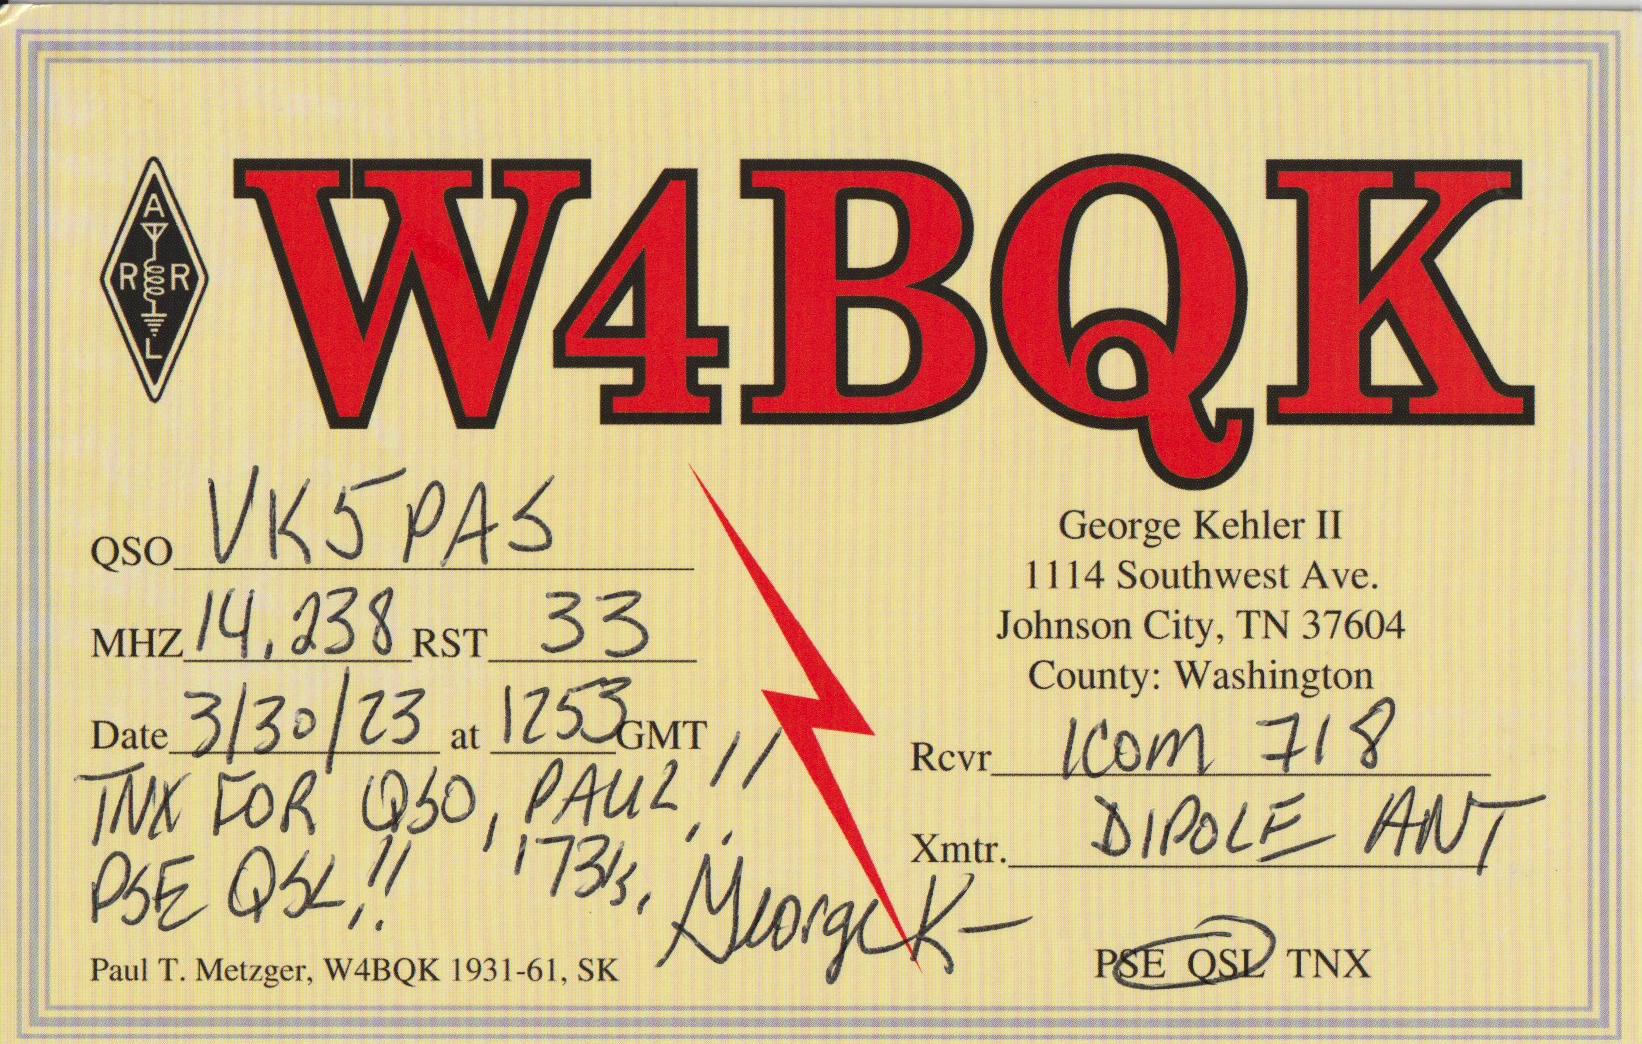 W4BQK
A
R R
L
QSO VK5PAS
MHZ 14.238 RST 33
Date 3/30/23 at 1253 GMT
TNX FOR QSO, PAUL!!
PSE QSL!! 73's,
George K-
Paul T. Metzger, W4BQK 1931-61, SK
George Kehler II
1114 Southwest Ave.
Johnson City, TN 37604
County: Washington
Rcvr ICOM 718
Xmtr. DIPOLE ANT
PSE QSL TNX